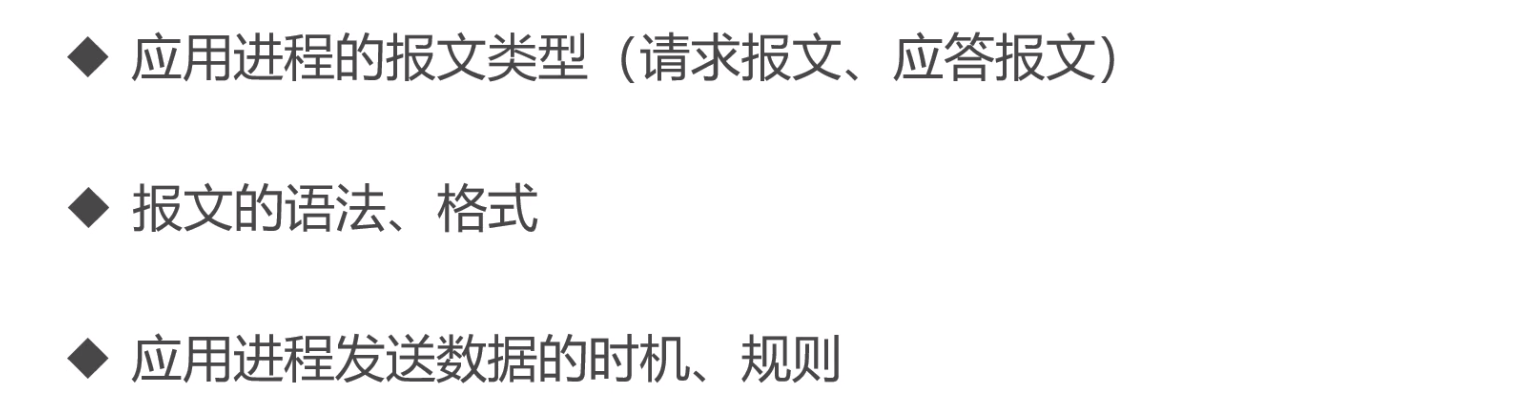 ◆ 应用进程的报文类型（请求报文、应答报文）
◆ 报文的语法、格式
◆ 应用进程发送数据的时机、规则